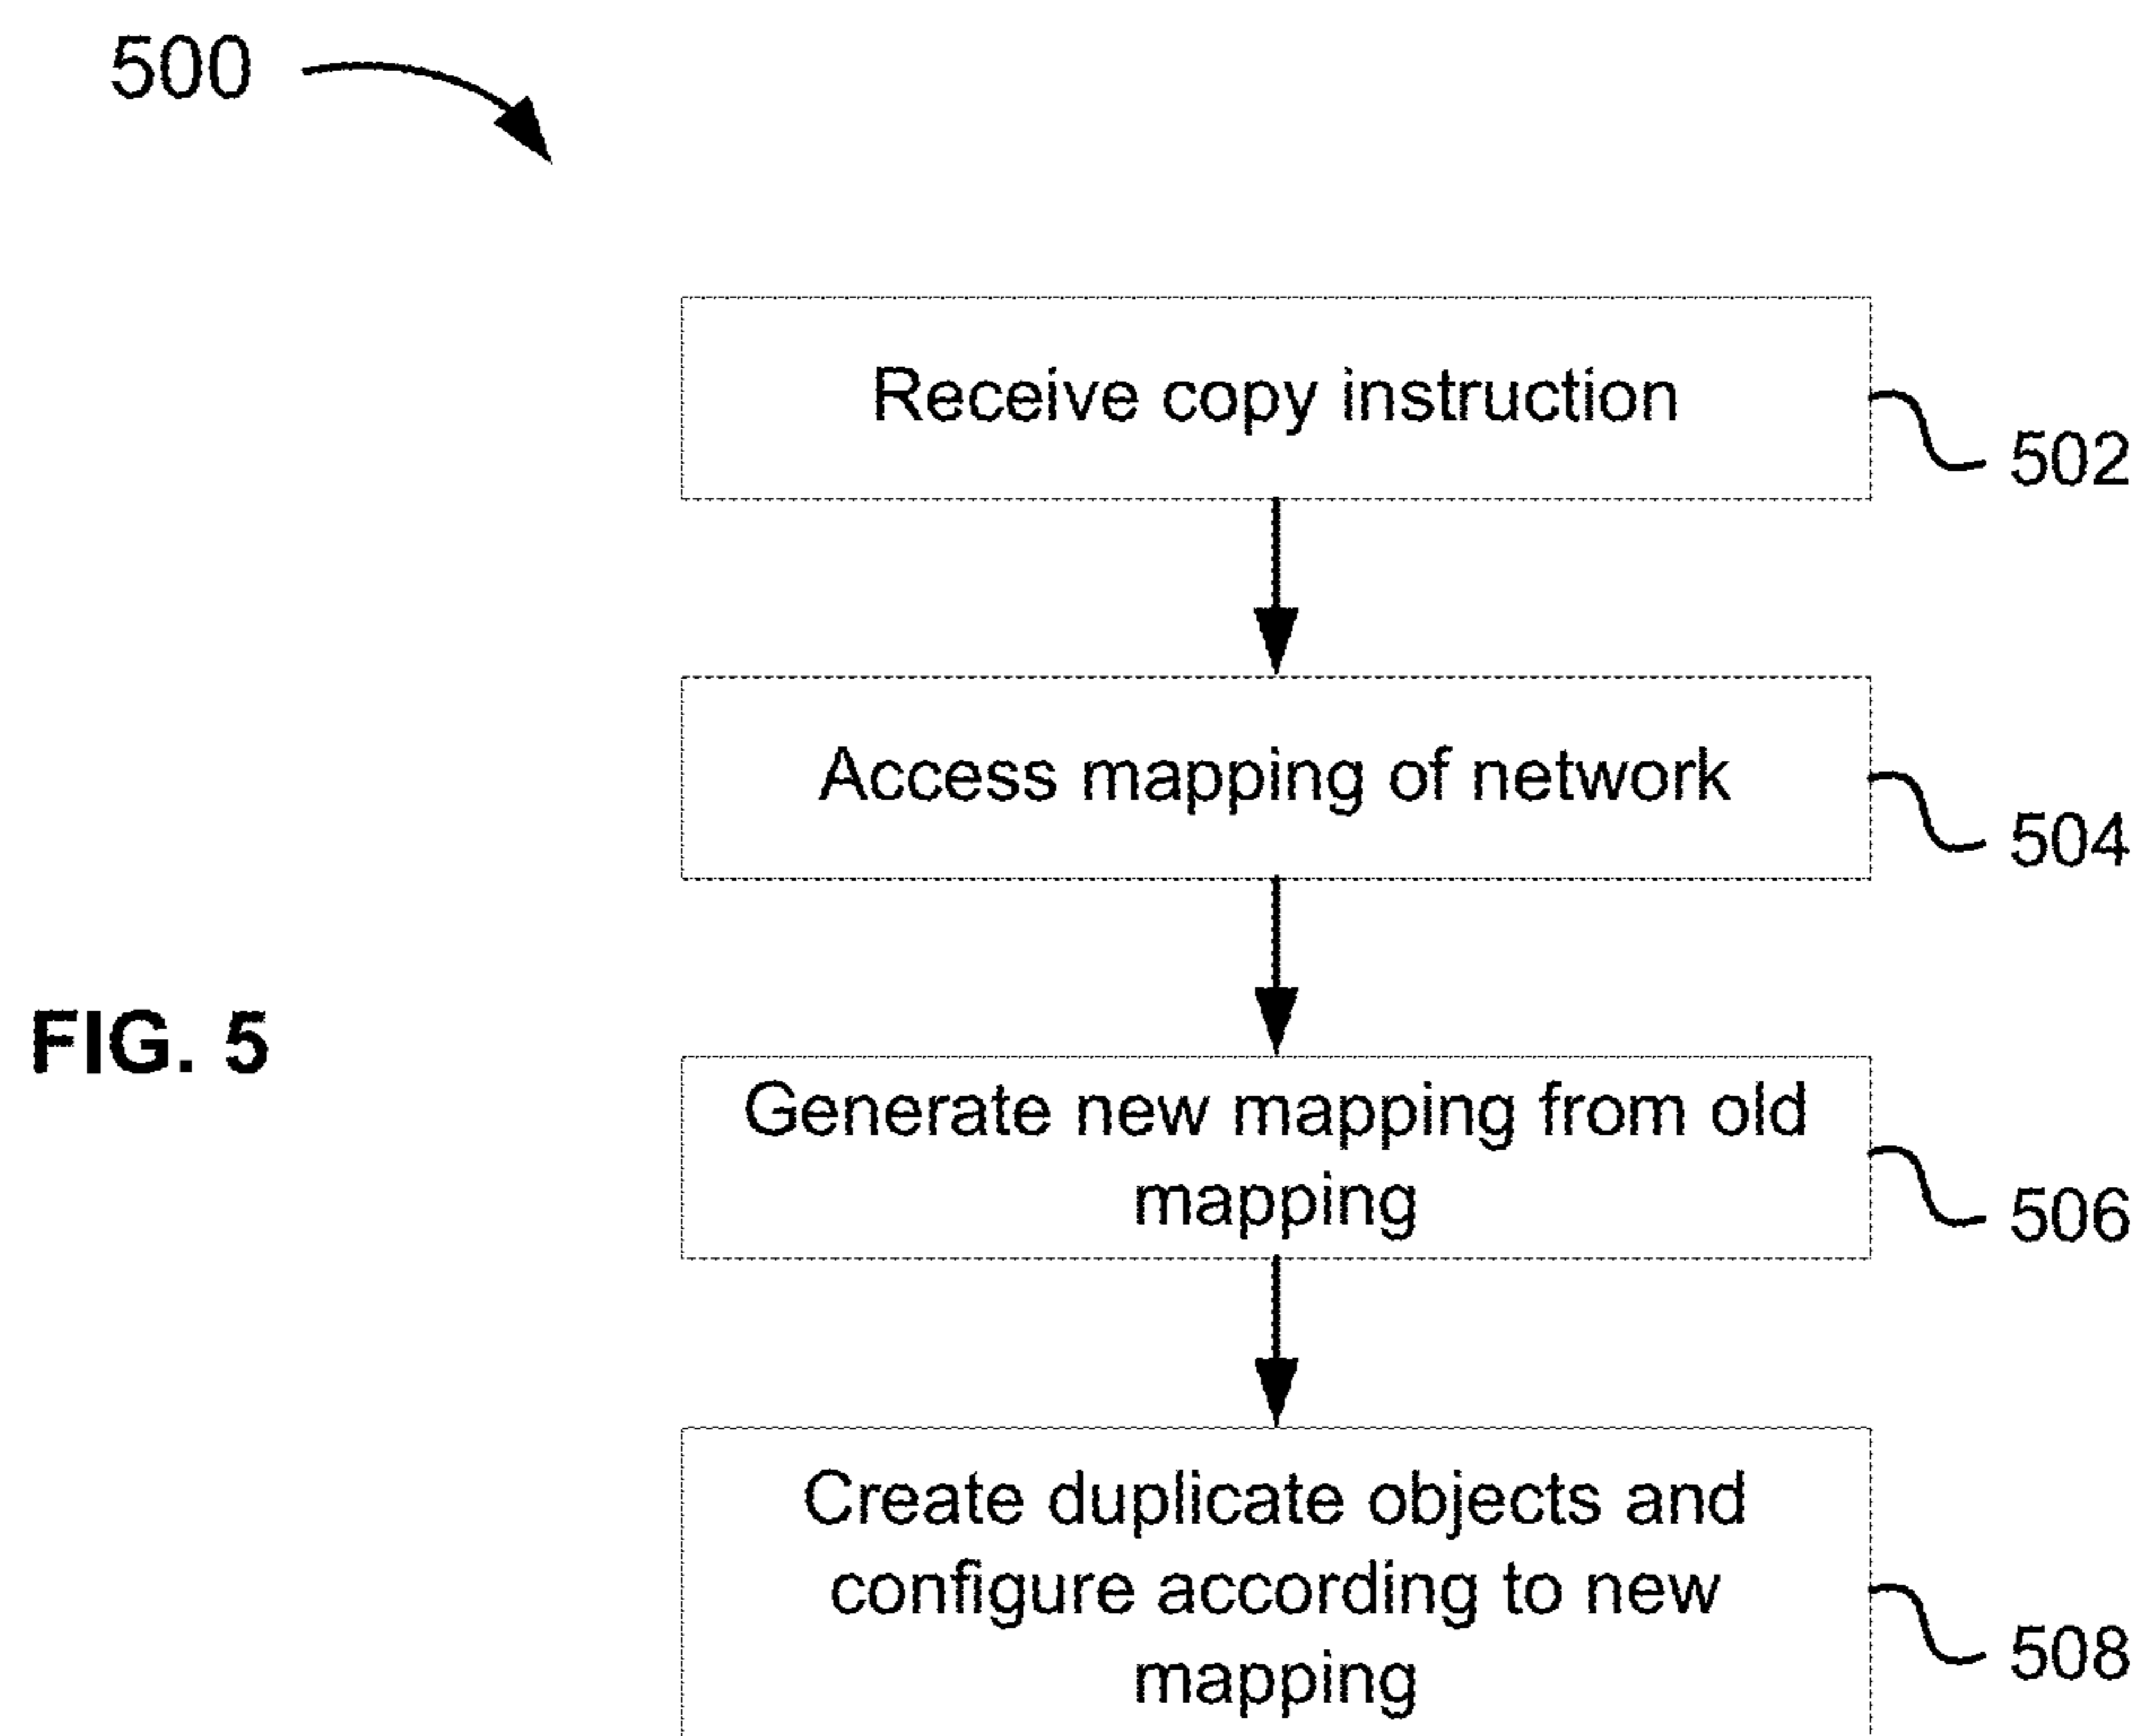 500
Receive copy instruction
502
Access mapping of network
504
FIG. 5
Generate new mapping from old
mapping
506
Create duplicate objects and
configure according to new
mapping
508